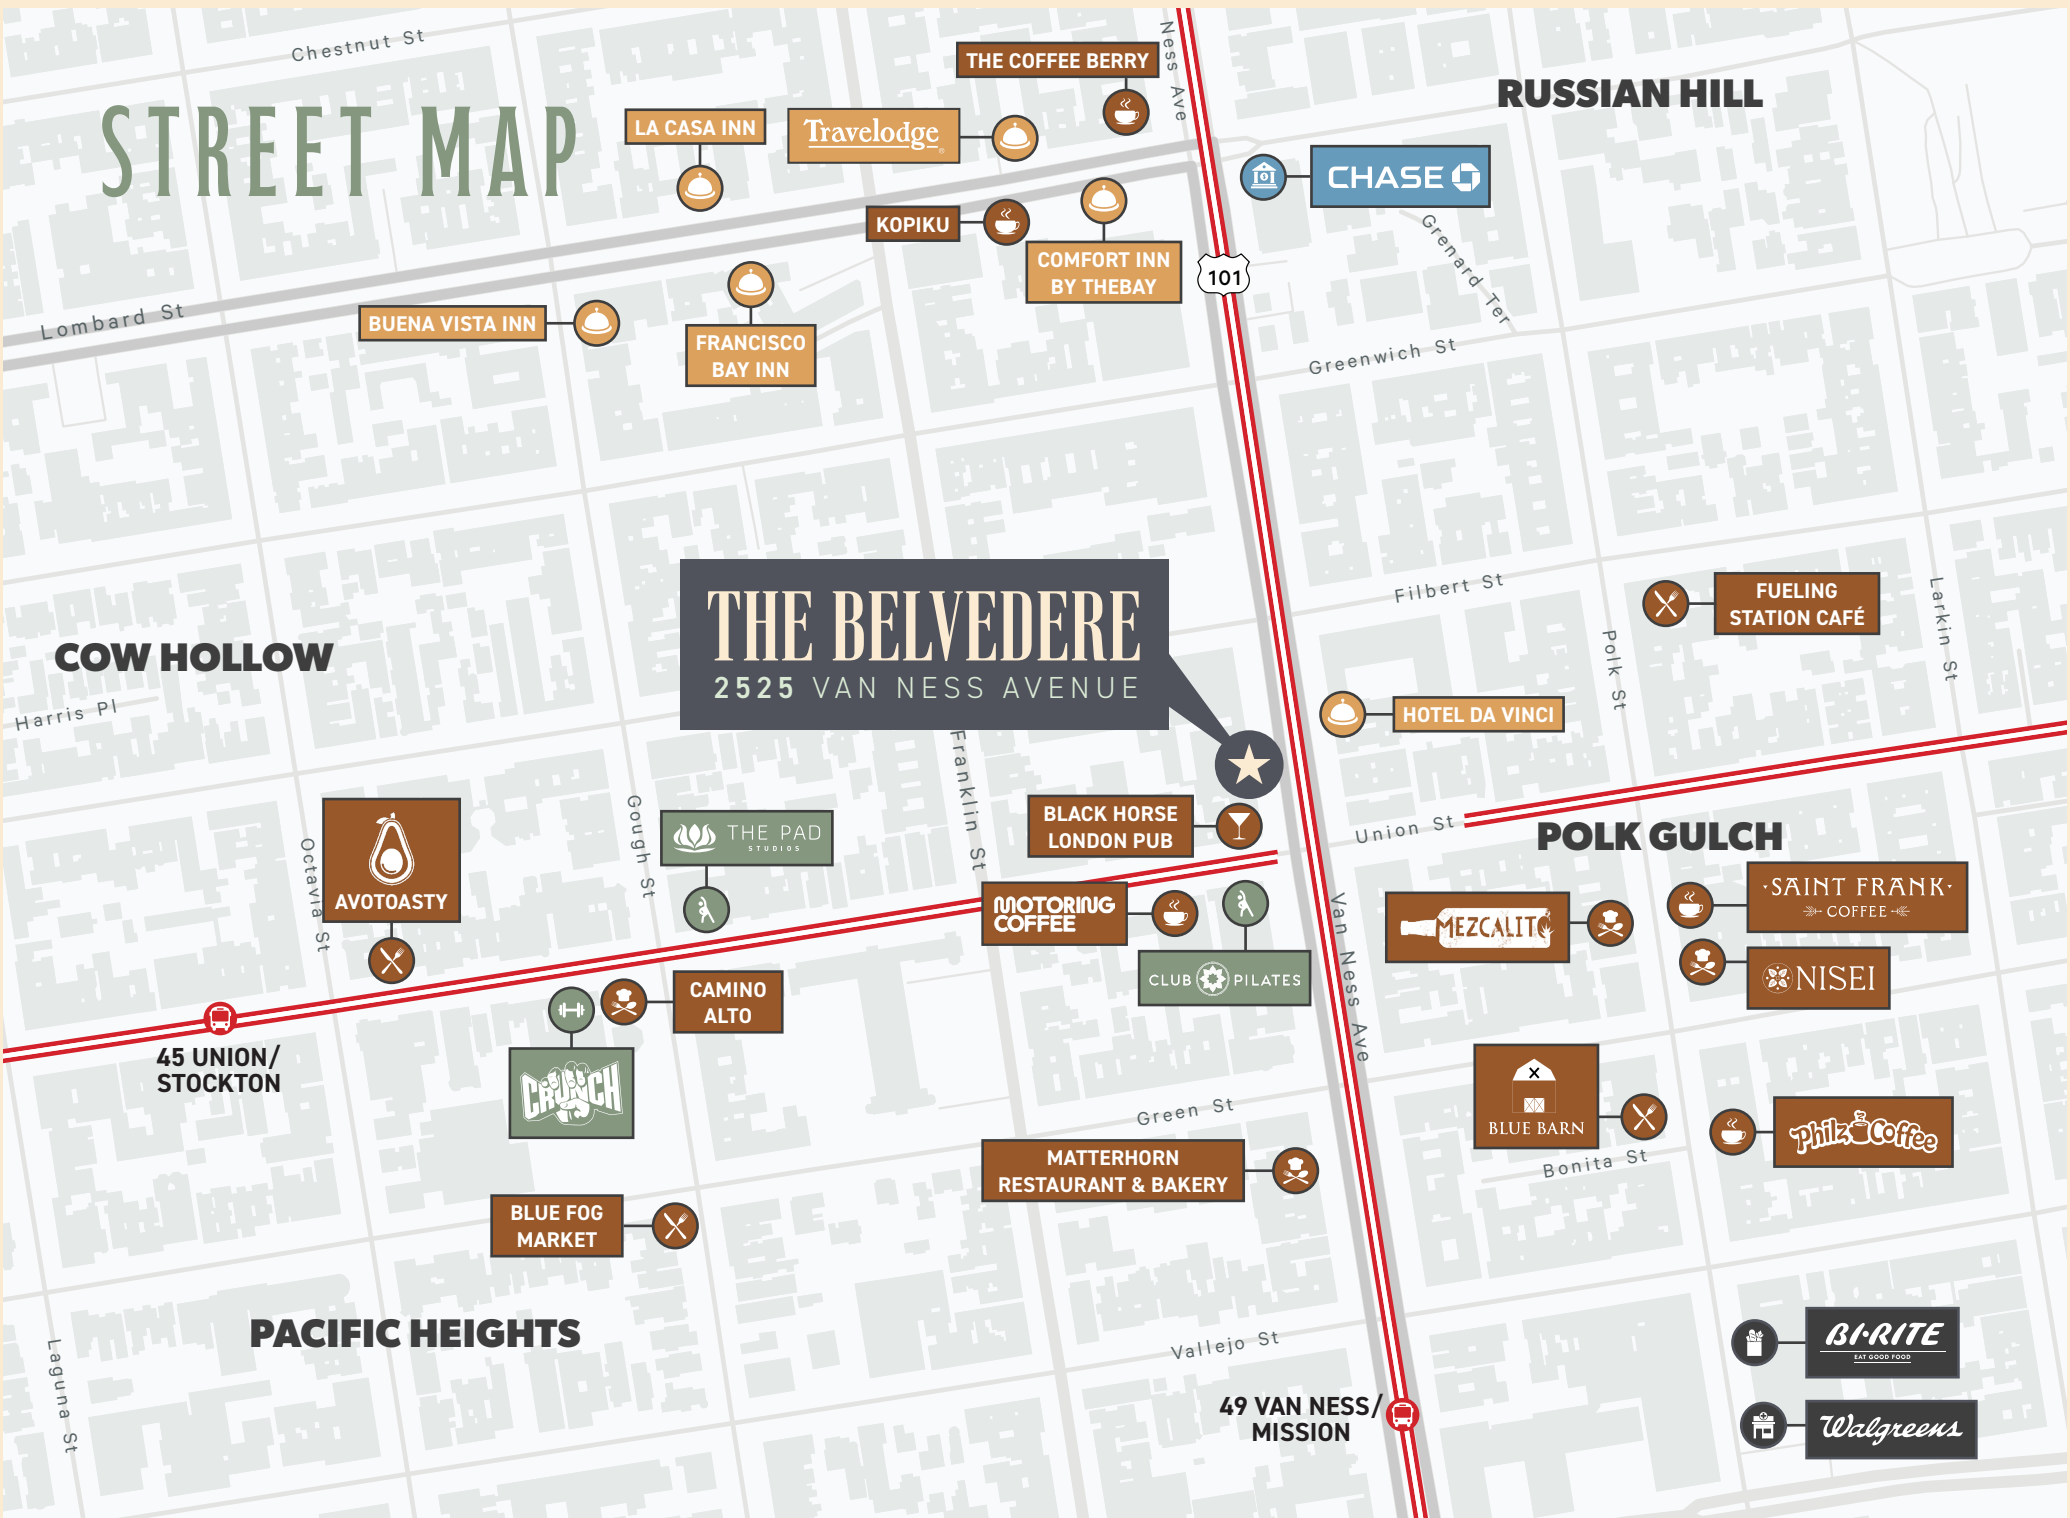 Chestnut St
STREET MAP
Ness Ave
THE COFFEE BERRY
RUSSIAN HILL
LA CASA INN
Travelodge
CHASE
KOPIKU
COMFORT INN
BY THEBAY
101
Grenard Ter
Lombard St
BUENA VISTA INN
FRANCISCO
BAY INN
Greenwich St
Filbert St
FUELING
STATION CAFÉ
Larkin St
THE BELVEDERE
2525 VAN NESS AVENUE
COW HOLLOW
Harris Pl
Polk St
HOTEL DA VINCI
Franklin St
Gough St
Octavia St
AVOTOASTY
THE PAD
STUDIOS
BLACK HORSE
LONDON PUB
Union St
POLK GULCH
MOTORING
COFFEE
Van Ness Ave
MEZCALITO
SAINT FRANK
COFFEE
CLUB PILATES
NISEI
CAMINO
ALTO
45 UNION/
STOCKTON
CRUNCH
Green St
BLUE BARN
Philz Coffee
Bonita St
MATTERHORN
RESTAURANT & BAKERY
BLUE FOG
MARKET
PACIFIC HEIGHTS
Laguna St
Vallejo St
BI-RITE
EAT GOOD FOOD
49 VAN NESS/
MISSION
Walgreens